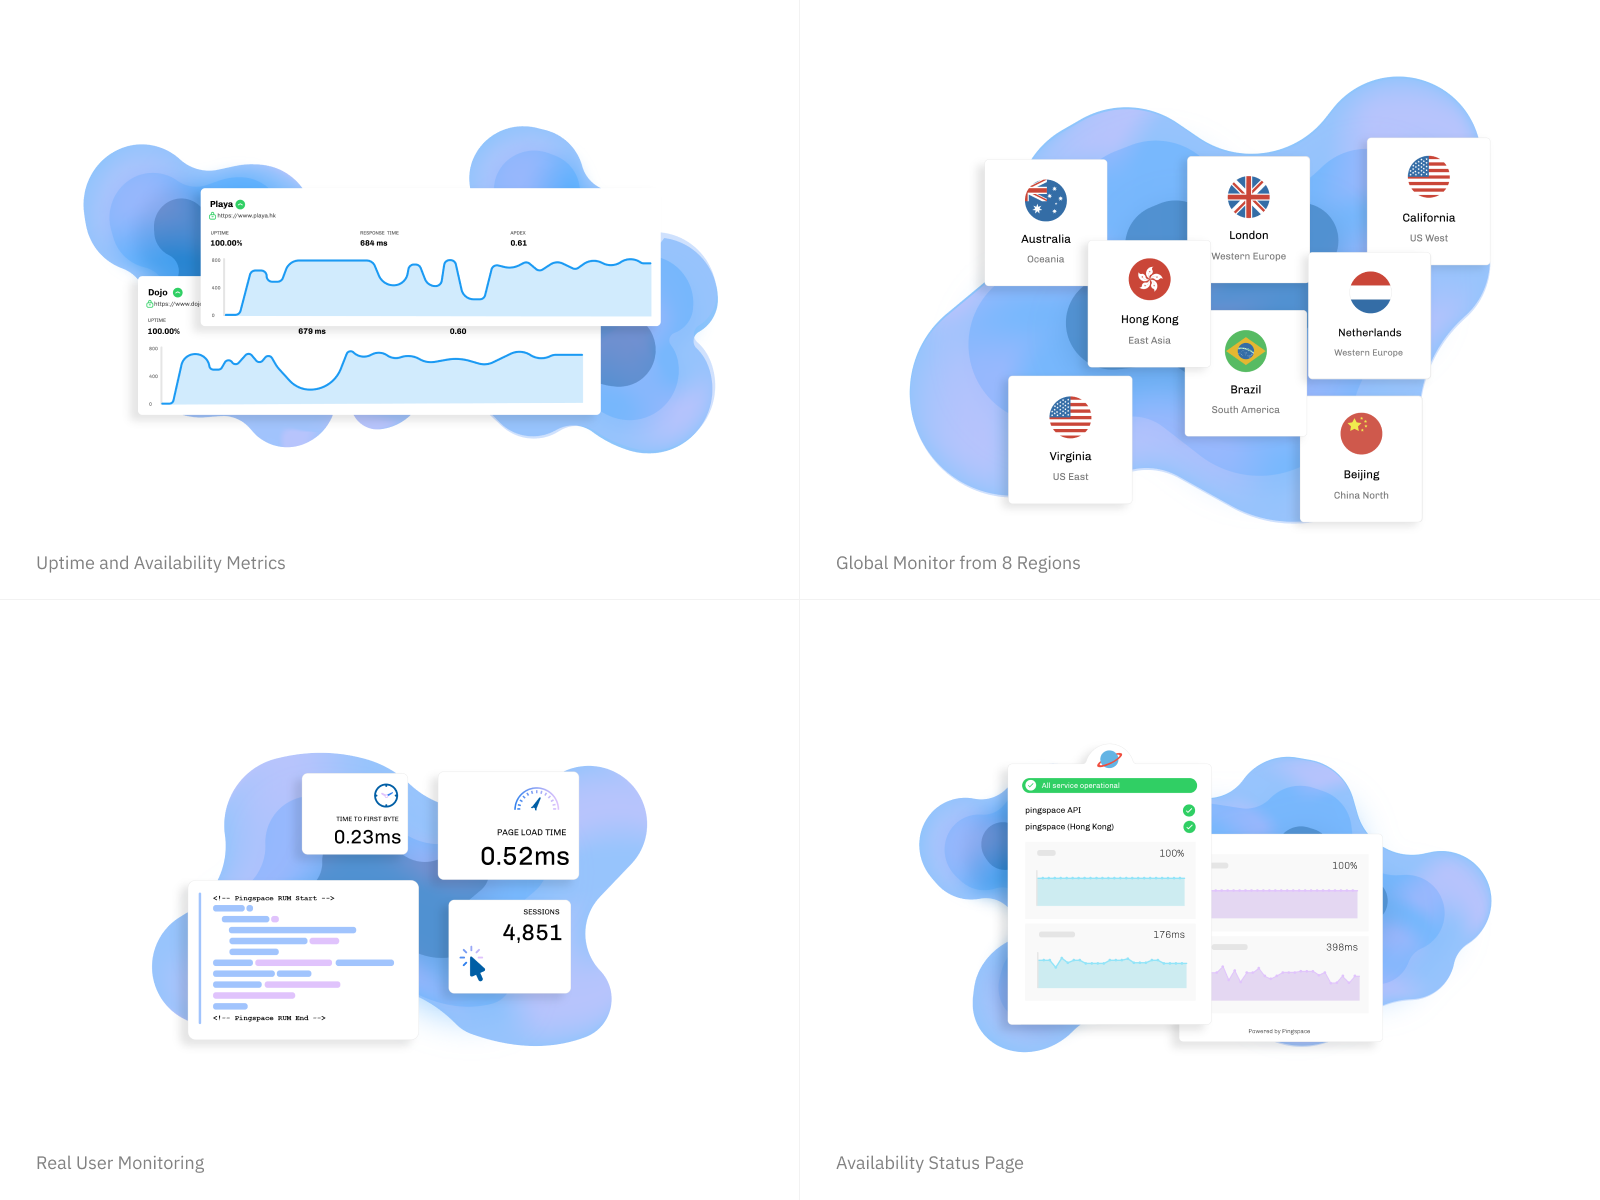 Playa
https://www.playa.hk
UPTIME
RESPONSE TIME
APDEX
100.00%
684 ms
0.61
800
400
0
Dojo
https://www.doj
UPTIME
100.00%
679 ms
0.60
800
400
0
Uptime and Availability Metrics
Australia
Oceania
London
Western Europe
California
US West
Hong Kong
East Asia
Netherlands
Western Europe
Brazil
South America
Virginia
US East
Beijing
China North
Global Monitor from 8 Regions
TIME TO FIRST BYTE
0.23ms
PAGE LOAD TIME
0.52ms
SESSIONS
4,851
<!-- Pingspace RUM Start -->
<!-- Pingspace RUM End -->
Real User Monitoring
All service operational
pingspace API
pingspace (Hong Kong)
100%
176ms
100%
398ms
Powered by Pingspace
Availability Status Page